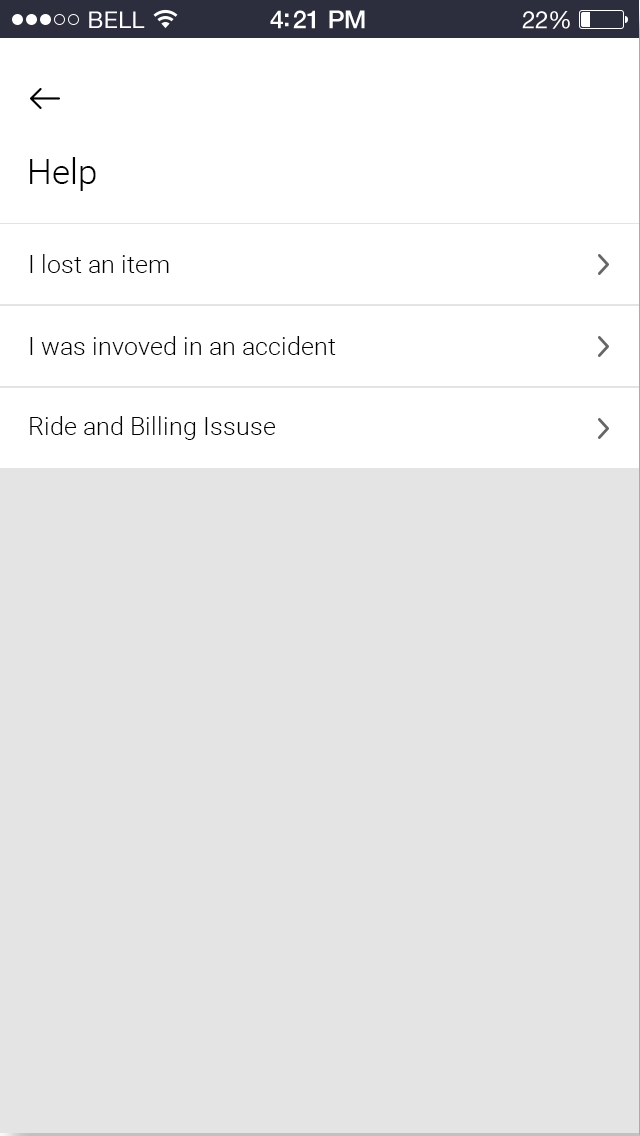 BELL 4:21 PM 22%
Help
I lost an item
I was invoved in an accident
Ride and Billing Issuse